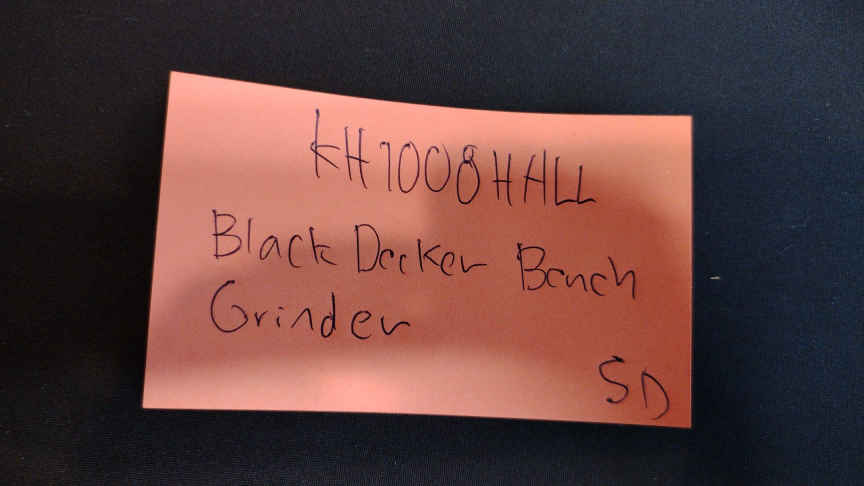 KH1008HALL
Black Decker Bench
Grinder
SD